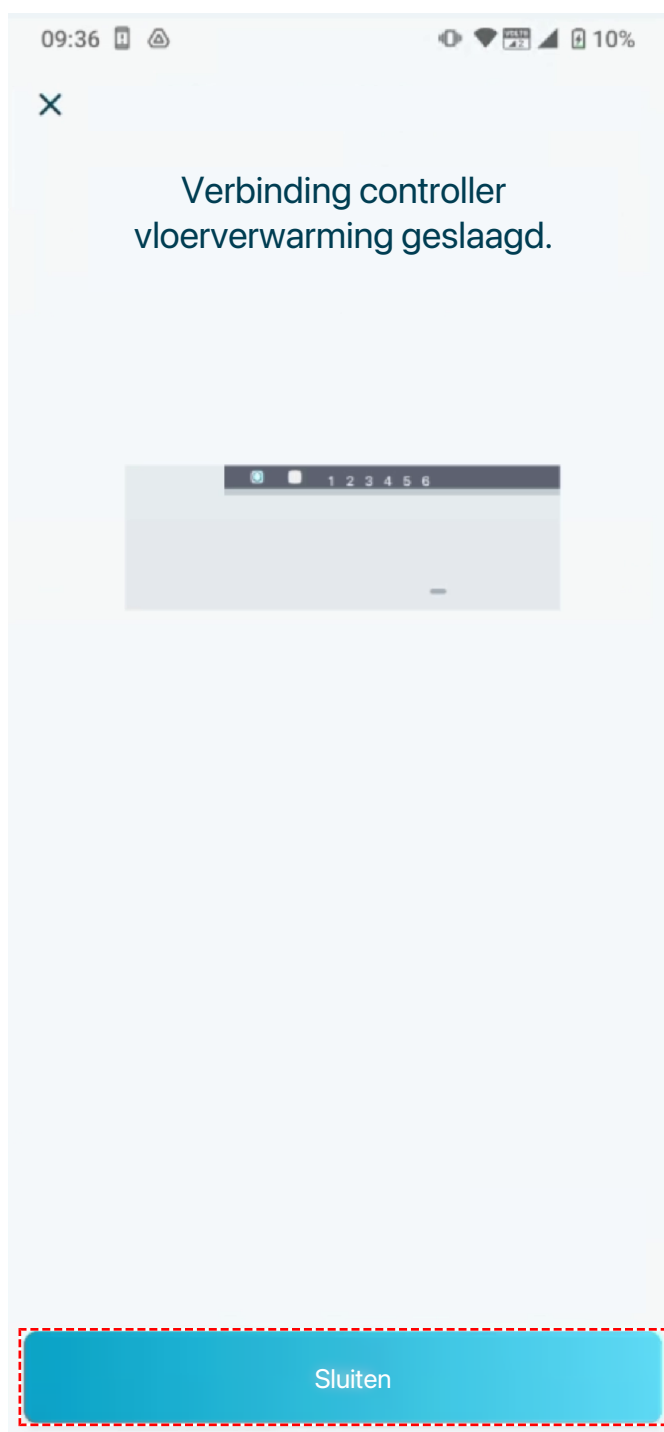 09:36
10%
Verbinding controller
vloerverwarming geslaagd.
1 2 3 4 5 6
Sluiten